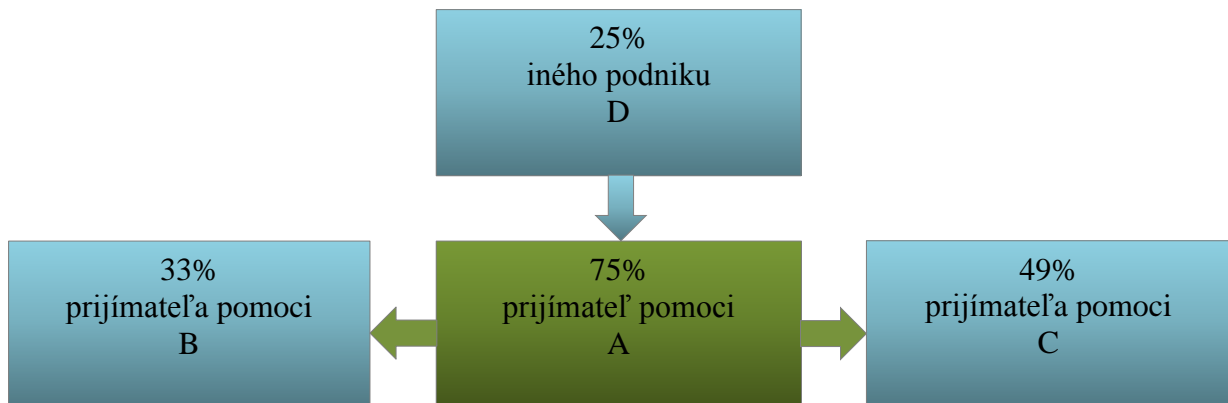 25%
iného podniku
D
33%
prijímateľa pomoci
B
75%
prijímateľ pomoci
A
49%
prijímateľa pomoci
C